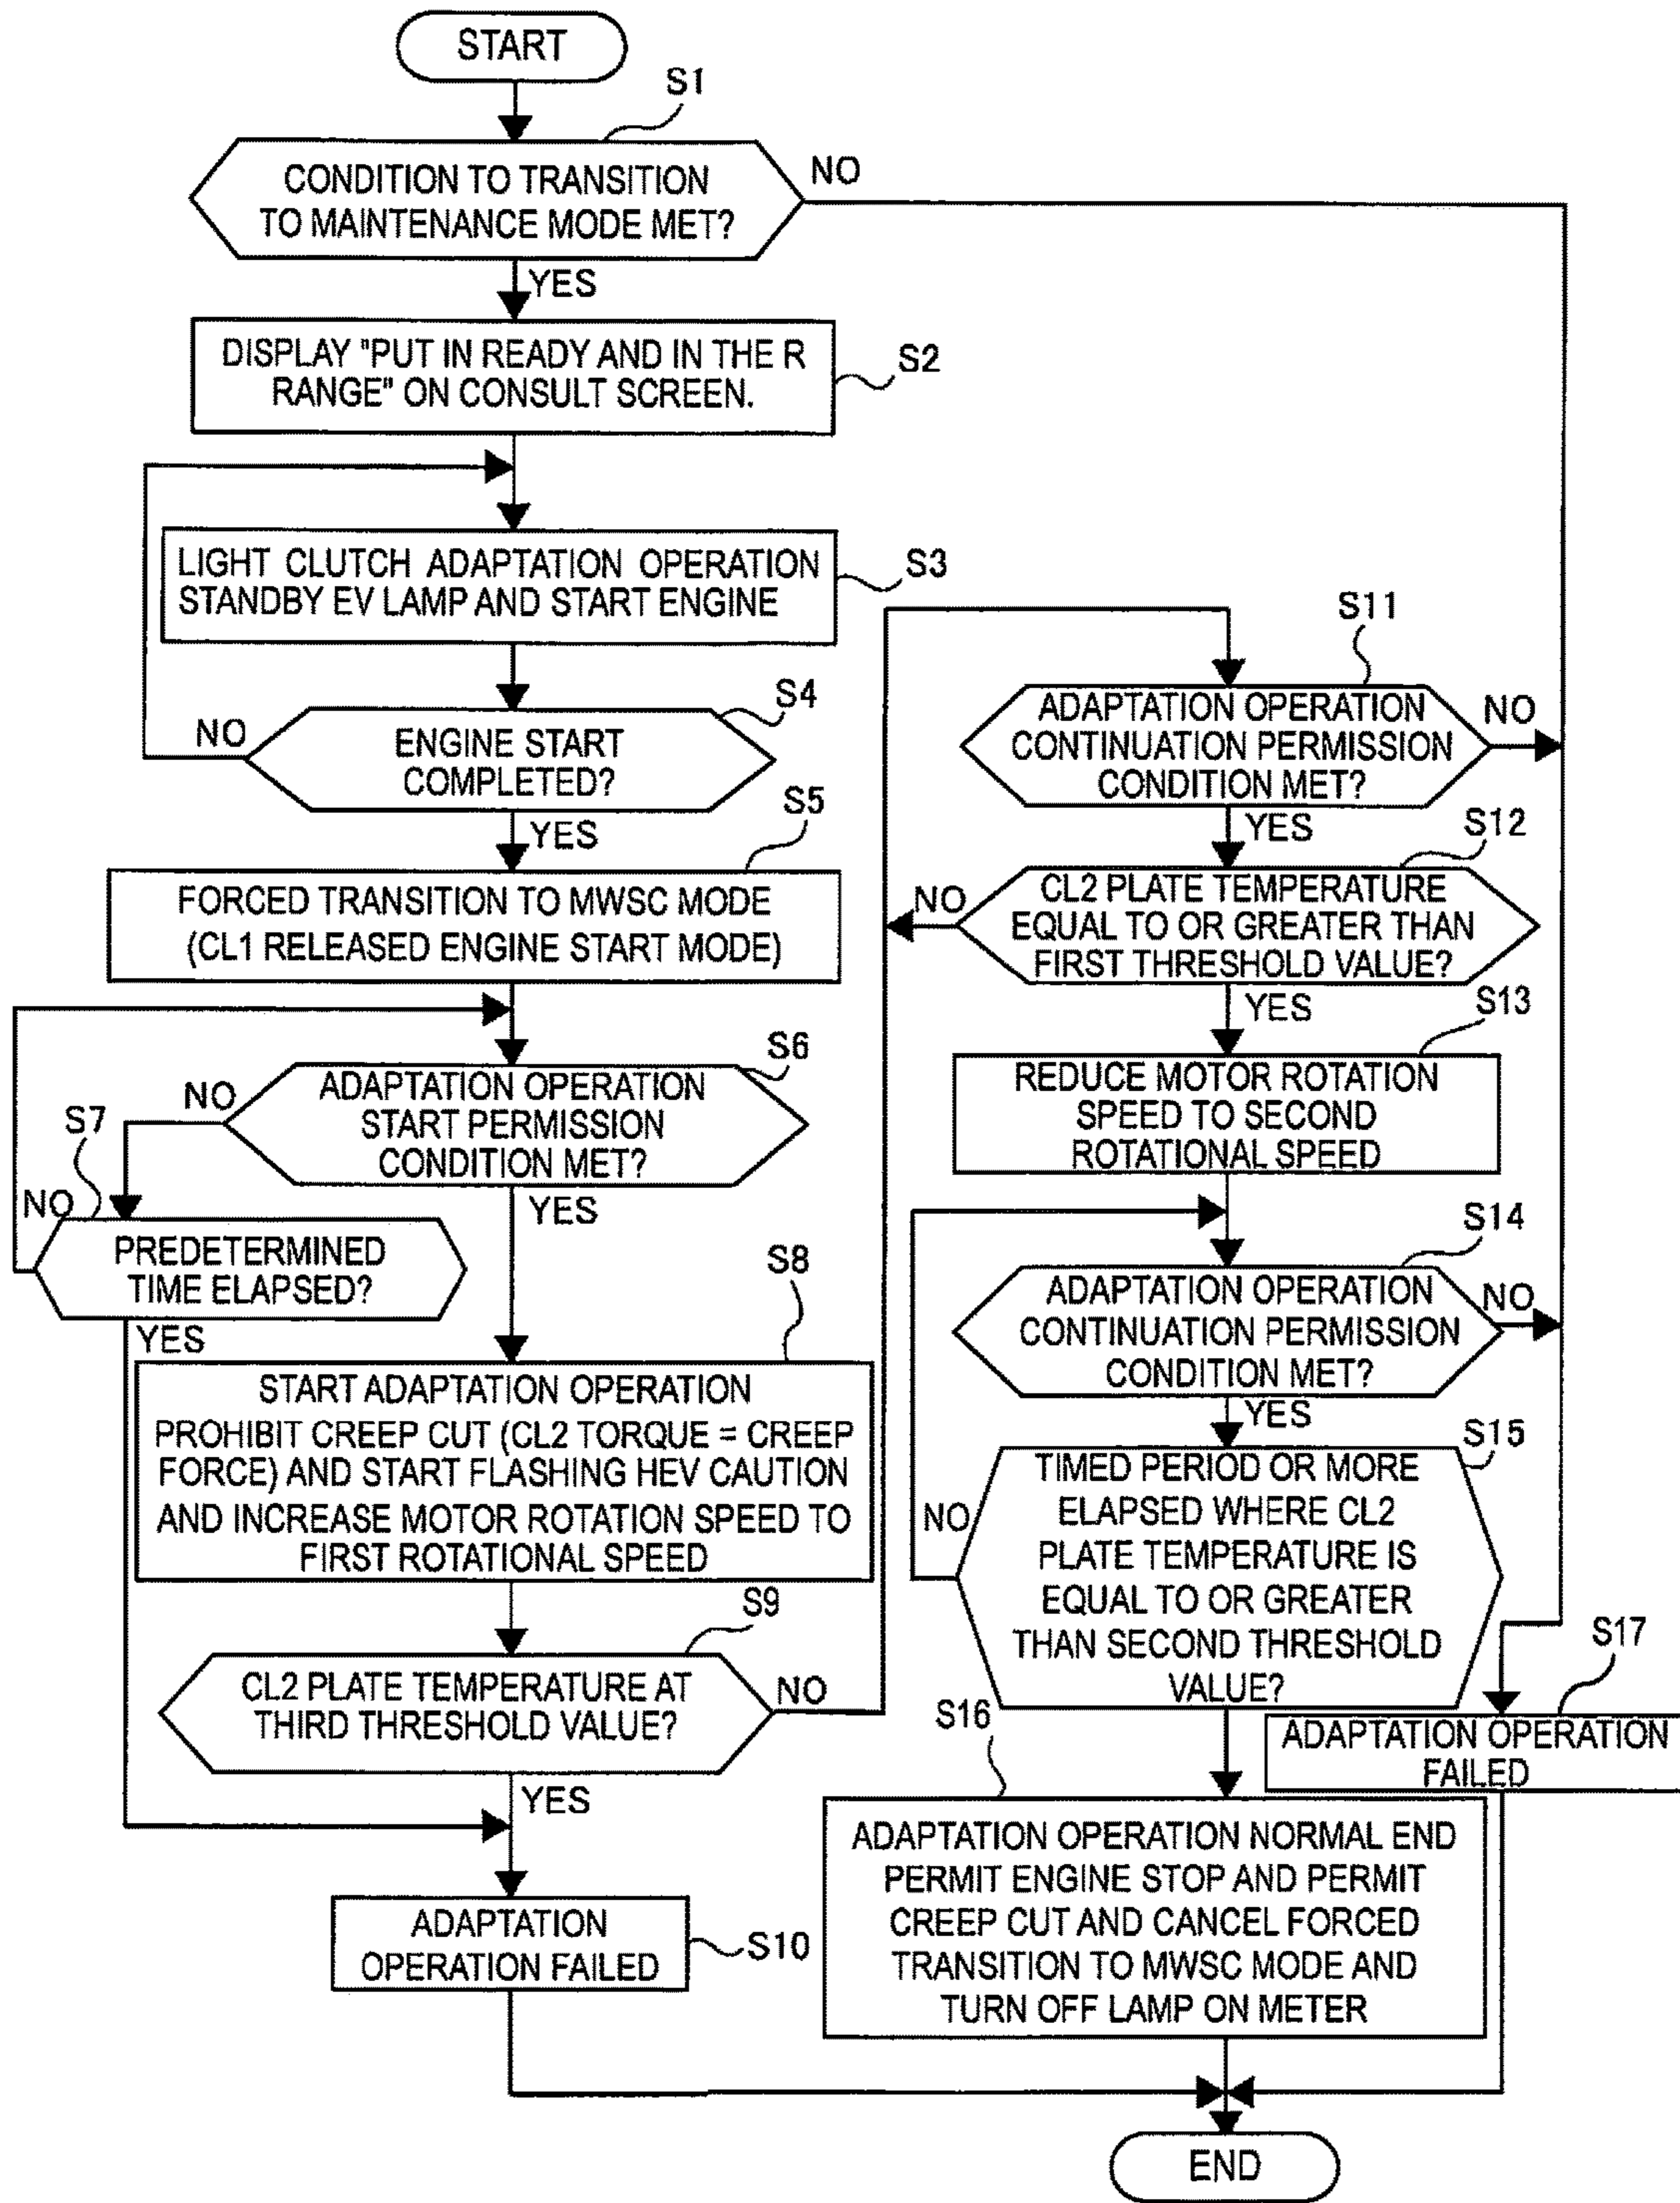 START
S1
CONDITION TO TRANSITION
TO MAINTENANCE MODE MET?
NO
YES
DISPLAY "PUT IN READY AND IN THE R
RANGE" ON CONSULT SCREEN.
S2
LIGHT CLUTCH ADAPTATION OPERATION
STANDBY EV LAMP AND START ENGINE
S3
S4
NO
ENGINE START
COMPLETED?
YES
S5
FORCED TRANSITION TO MWSC MODE
(CL1 RELEASED ENGINE START MODE)
S6
NO
ADAPTATION OPERATION
START PERMISSION
CONDITION MET?
YES
S7
NO
PREDETERMINED
TIME ELAPSED?
YES
S8
START ADAPTATION OPERATION
PROHIBIT CREEP CUT (CL2 TORQUE = CREEP
FORCE) AND START FLASHING HEV CAUTION
AND INCREASE MOTOR ROTATION SPEED TO
FIRST ROTATIONAL SPEED
S9
CL2 PLATE TEMPERATURE AT
THIRD THRESHOLD VALUE?
NO
YES
ADAPTATION
OPERATION FAILED
S10
S11
ADAPTATION OPERATION
CONTINUATION PERMISSION
CONDITION MET?
NO
YES
S12
NO
CL2 PLATE TEMPERATURE
EQUAL TO OR GREATER THAN
FIRST THRESHOLD VALUE?
YES
S13
REDUCE MOTOR ROTATION
SPEED TO SECOND
ROTATIONAL SPEED
S14
ADAPTATION OPERATION
CONTINUATION PERMISSION
CONDITION MET?
NO
YES
S15
NO
TIMED PERIOD OR MORE
ELAPSED WHERE CL2
PLATE TEMPERATURE IS
EQUAL TO OR GREATER
THAN SECOND THRESHOLD
VALUE?
S16
ADAPTATION OPERATION NORMAL END
PERMIT ENGINE STOP AND PERMIT
CREEP CUT AND CANCEL FORCED
TRANSITION TO MWSC MODE AND
TURN OFF LAMP ON METER
S17
ADAPTATION OPERATION
FAILED
END